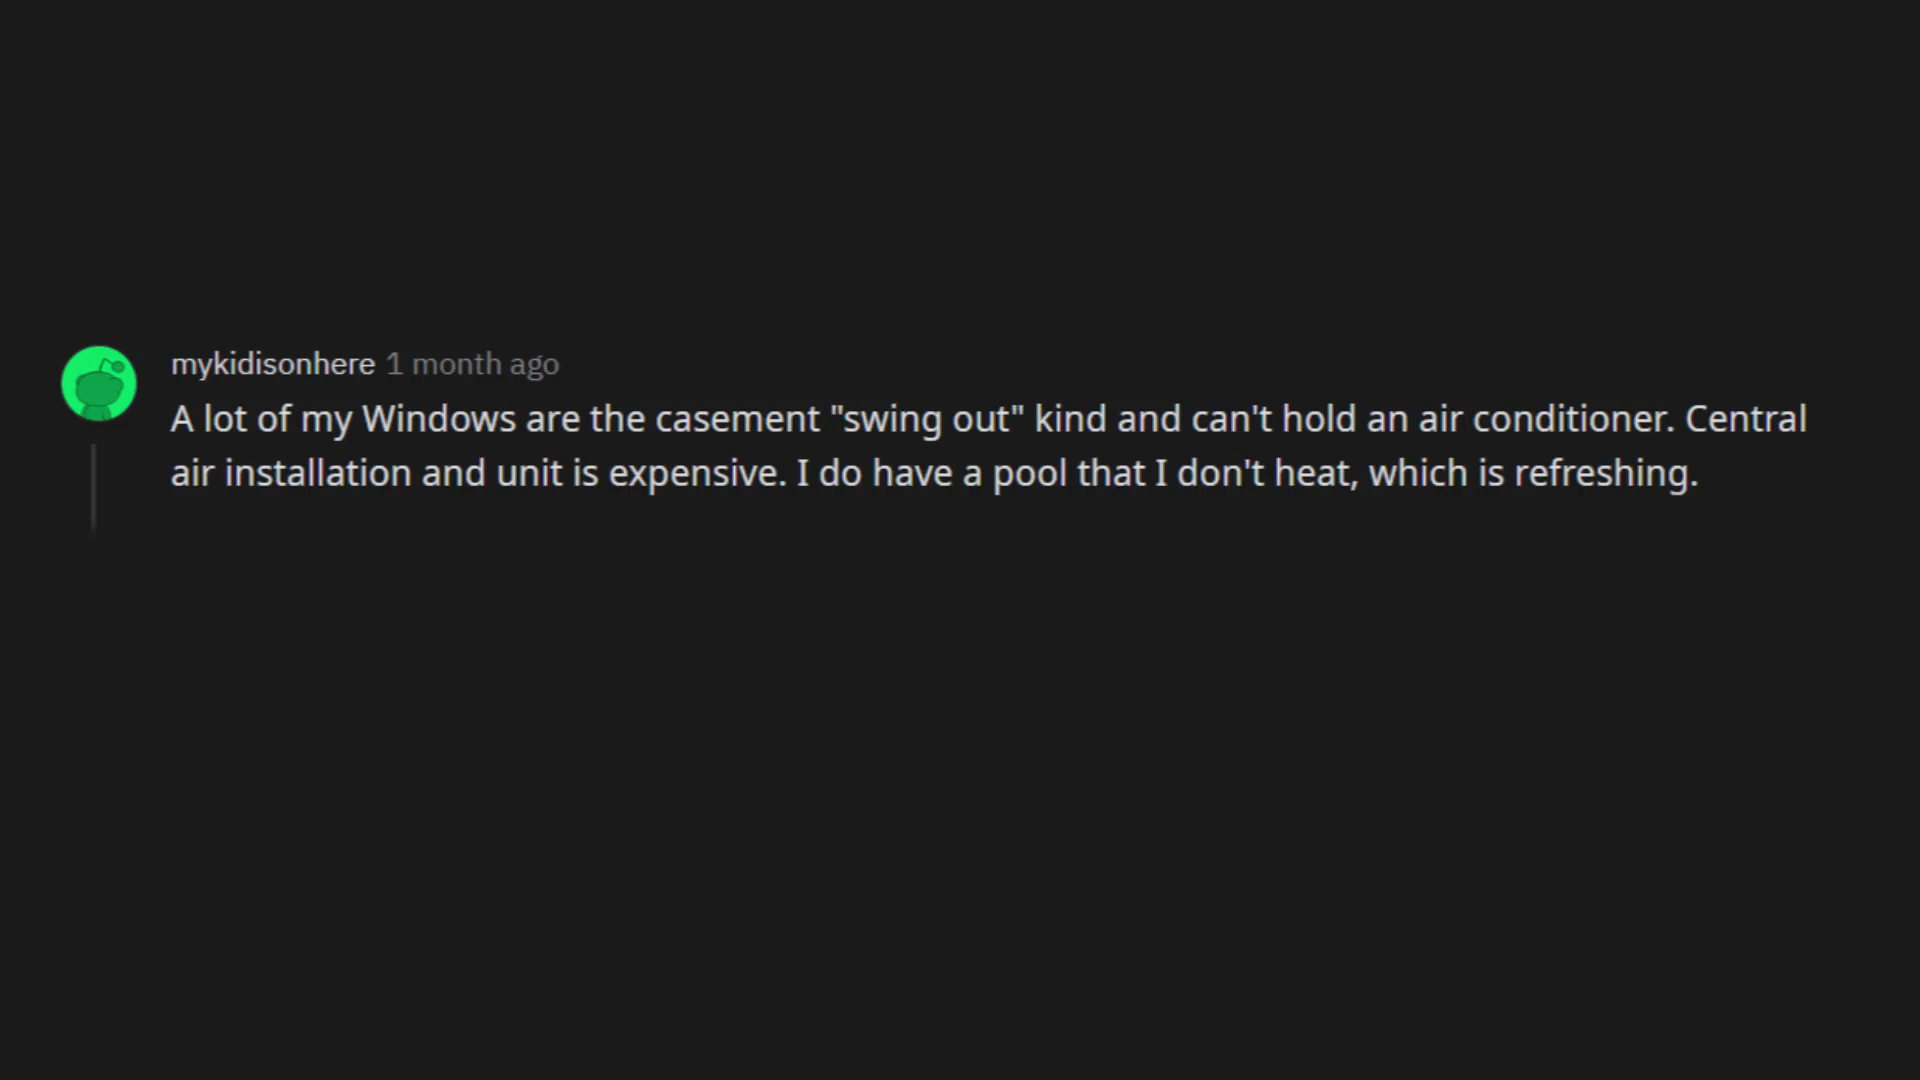 mykidisonhere 1 month ago
A lot of my Windows are the casement "swing out" kind and can't hold an air conditioner. Central
air installation and unit is expensive. I do have a pool that I don't heat, which is refreshing.